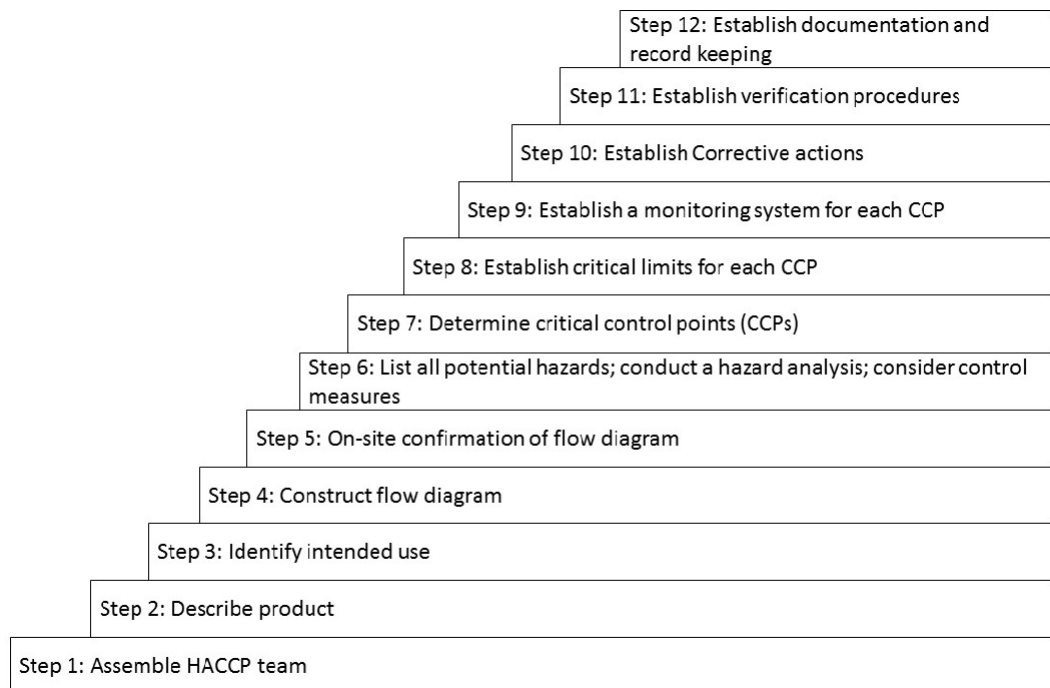 Step 12: Establish documentation and
record keeping
Step 11: Establish verification procedures
Step 10: Establish Corrective actions
Step 9: Establish a monitoring system for each CCP
Step 8: Establish critical limits for each CCP
Step 7: Determine critical control points (CCPs)
Step 6: List all potential hazards; conduct a hazard analysis; consider control
measures
Step 5: On-site confirmation of flow diagram
Step 4: Construct flow diagram
Step 3: Identify intended use
Step 2: Describe product
Step 1: Assemble HACCP team